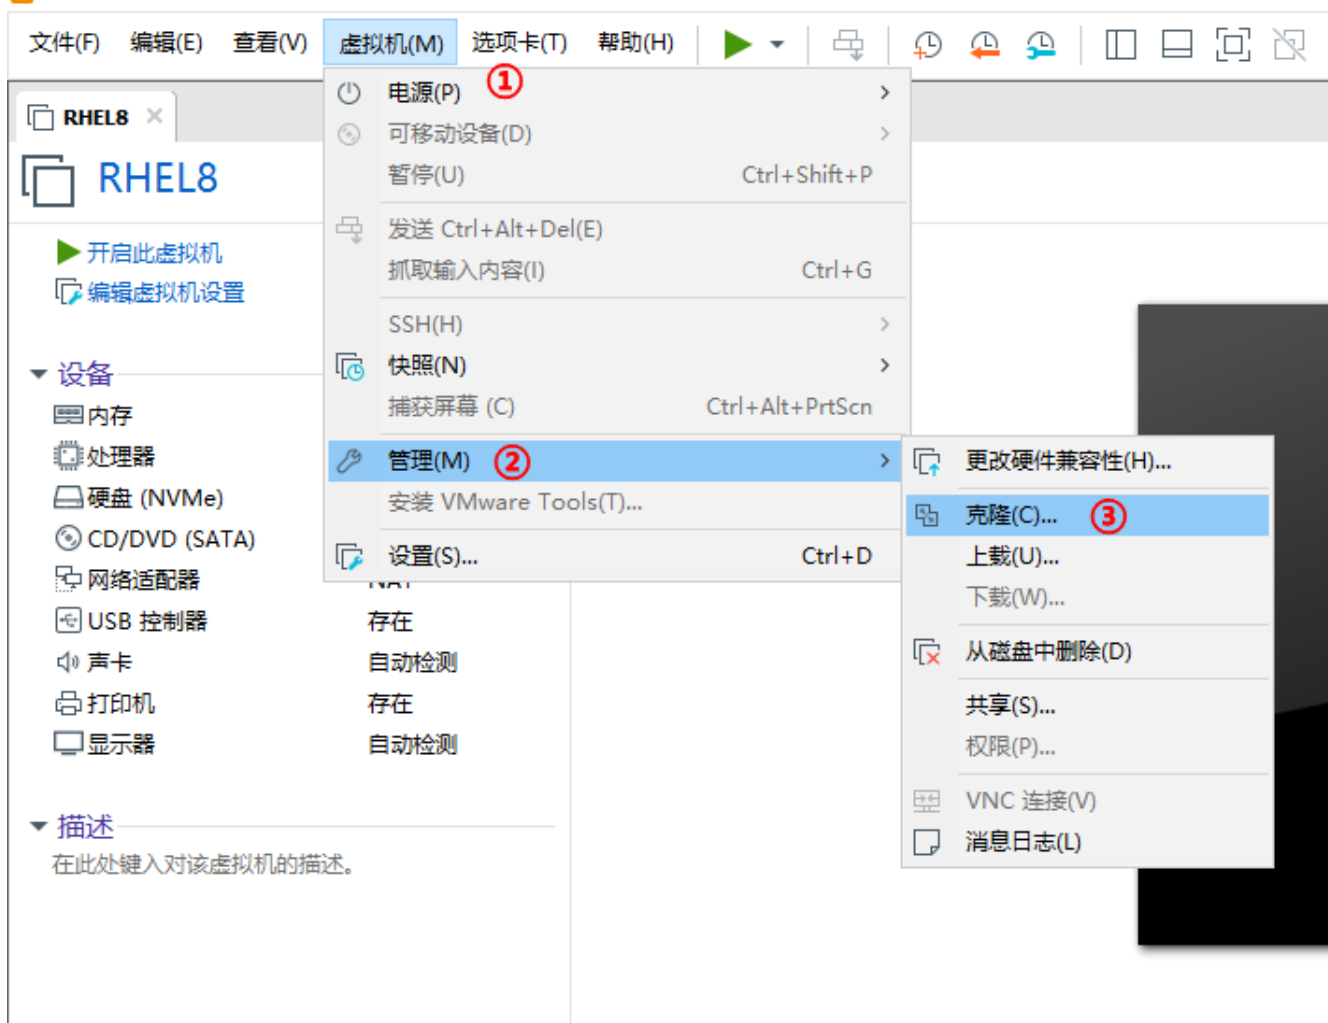 文件(F) 编辑(E) 查看(V) 虚拟机(M) 选项卡(T) 帮助(H)
①
RHEL8
RHEL8
开启此虚拟机
编辑虚拟机设置
设备
内存
处理器
硬盘 (NVMe)
CD/DVD (SATA)
网络适配器
USB 控制器 存在
声卡 自动检测
打印机 存在
显示器 自动检测
描述
在此处键入对该虚拟机的描述。
电源(P)
可移动设备(D)
暂停(U) Ctrl+Shift+P
发送 Ctrl+Alt+Del(E)
抓取输入内容(I) Ctrl+G
SSH(H)
快照(N)
捕获屏幕 (C) Ctrl+Alt+PrtScn
管理(M) ②
安装 VMware Tools(T)...
设置(S)... Ctrl+D
更改硬件兼容性(H)...
克隆(C)... ③
上载(U)...
下载(W)...
从磁盘中删除(D)
共享(S)...
权限(P)...
VNC 连接(V)
消息日志(L)